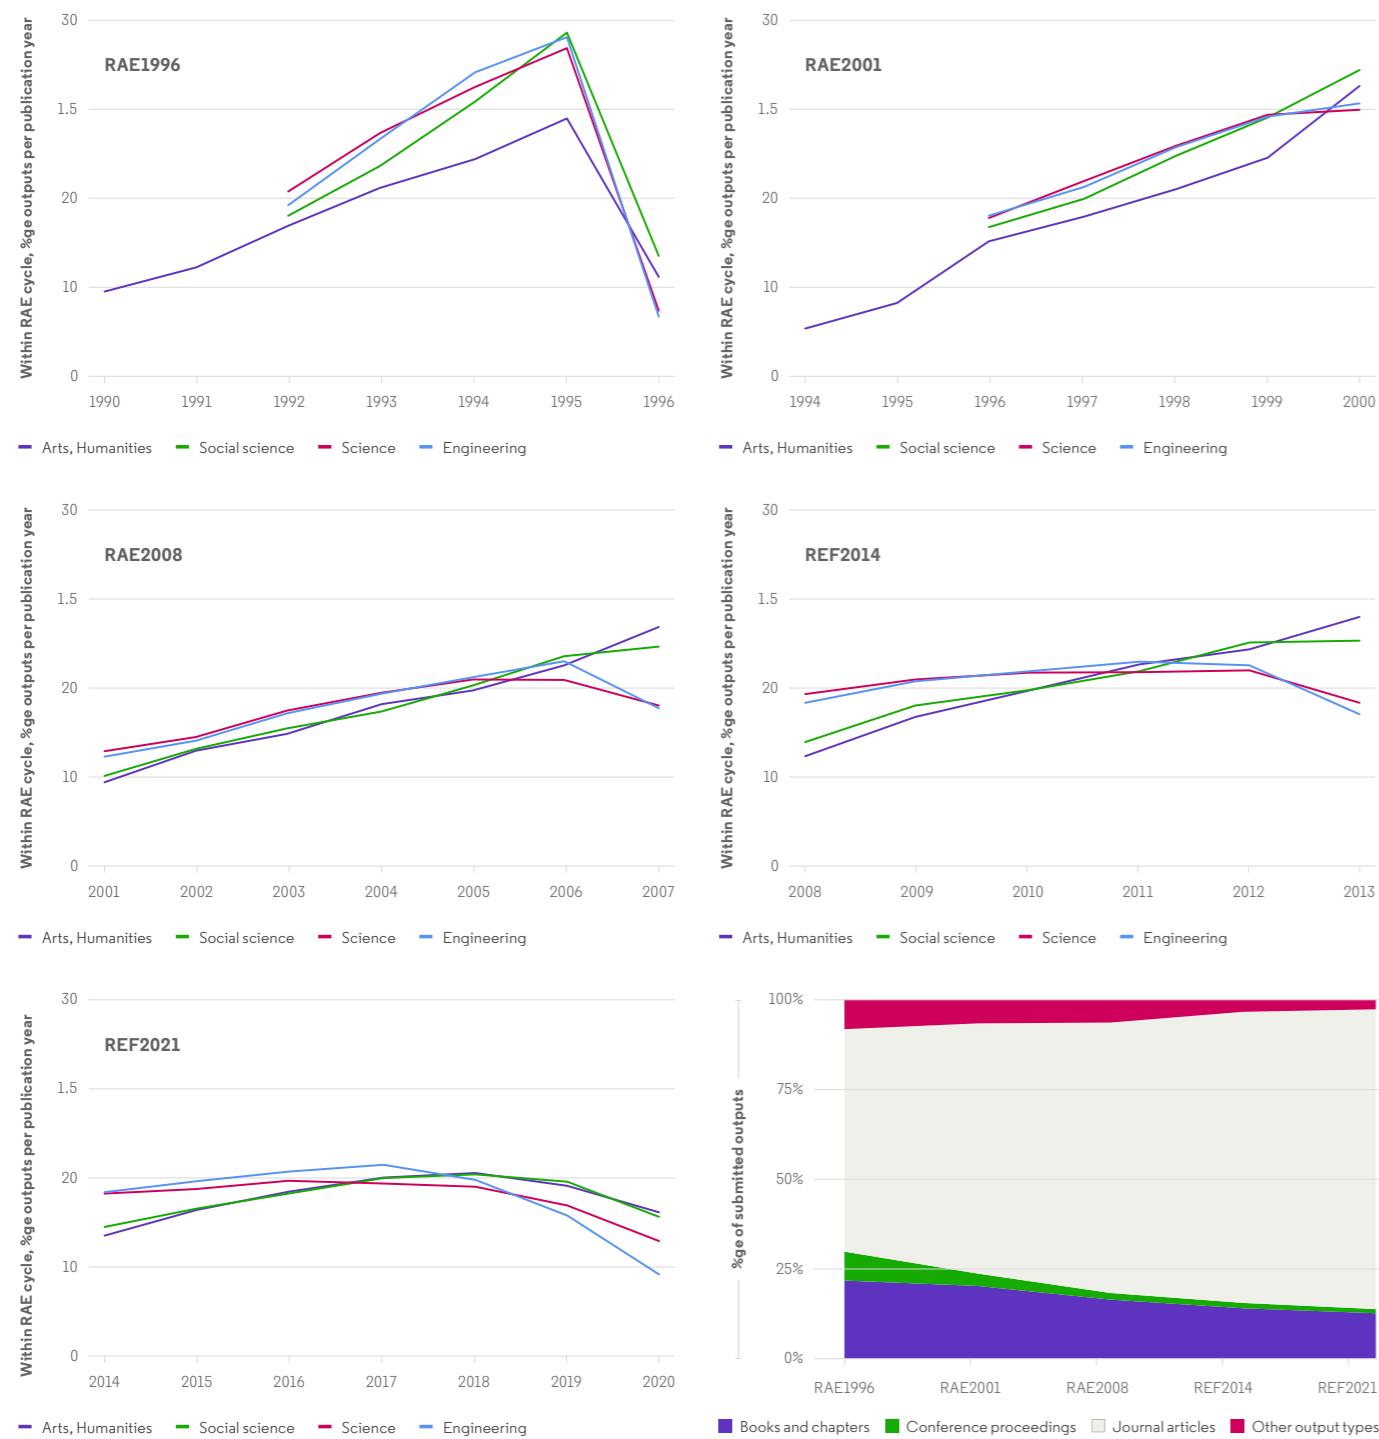 Within RAE cycle, %ge outputs per publication year
RAE1996
30
1.5
20
10
0
1990 1991 1992 1993 1994 1995 1996
Arts, Humanities Social science Science Engineering
Within RAE cycle, %ge outputs per publication year
RAE2001
30
1.5
20
10
0
1994 1995 1996 1997 1998 1999 2000
Arts, Humanities Social science Science Engineering
Within RAE cycle, %ge outputs per publication year
RAE2008
30
1.5
20
10
0
2001 2002 2003 2004 2005 2006 2007
Arts, Humanities Social science Science Engineering
Within RAE cycle, %ge outputs per publication year
REF2014
30
1.5
20
10
0
2008 2009 2010 2011 2012 2013
Arts, Humanities Social science Science Engineering
Within RAE cycle, %ge outputs per publication year
REF2021
30
1.5
20
10
0
2014 2015 2016 2017 2018 2019 2020
Arts, Humanities Social science Science Engineering
%ge of submitted outputs
100%
75%
50%
25%
0%
RAE1996 RAE2001 RAE2008 REF2014 REF2021
Books and chapters Conference proceedings Journal articles Other output types